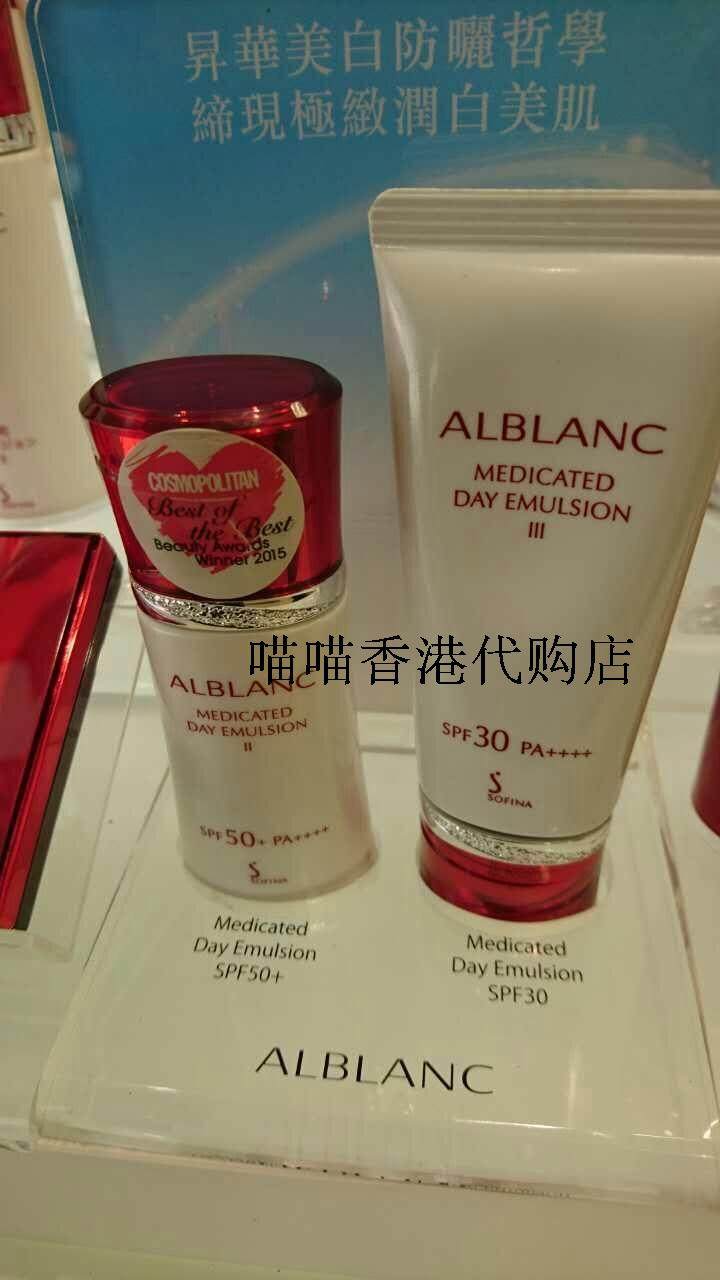 昇華美白防曬哲學
締現極緻潤白美肌
COSMOPOLITAN
Best of
the Best
Beauty Awards
Winner 2015
ALBLANC
MEDICATED
DAY EMULSION
II
SPF50+ PA++++
SOFINA
ALBLANC
MEDICATED
DAY EMULSION
III
SPF30 PA++++
SOFINA
喵喵香港代购店
Medicated
Day Emulsion
SPF50+
Medicated
Day Emulsion
SPF30
ALBLANC